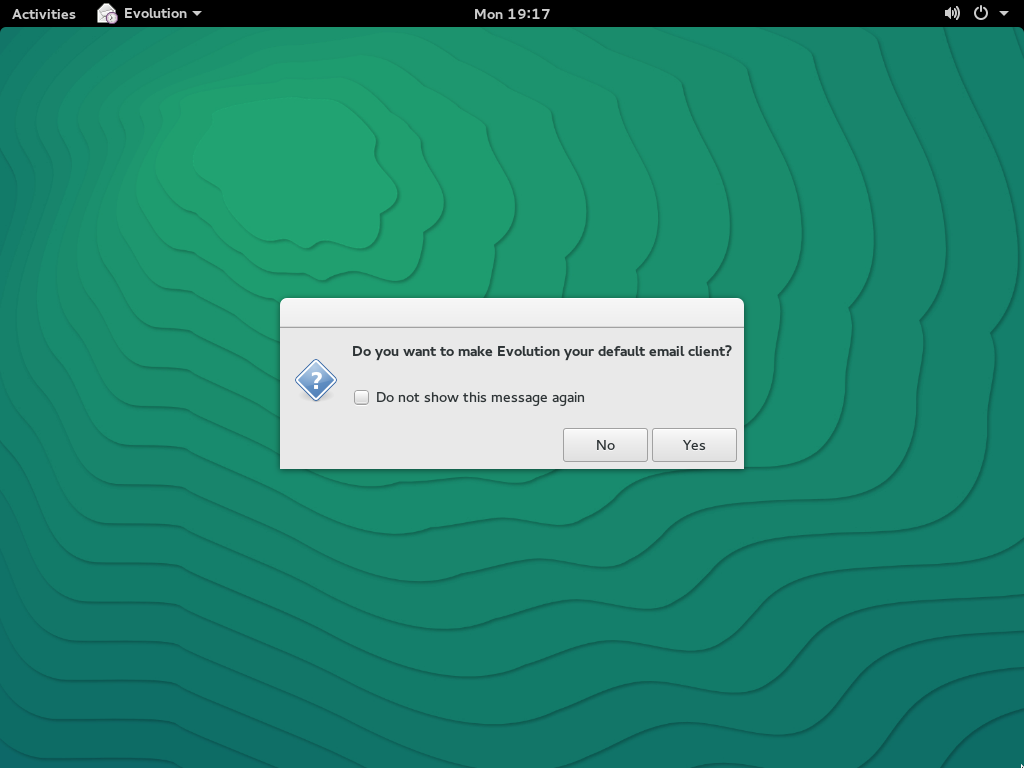 Activities Evolution Mon 19:17
Do you want to make Evolution your default email client?
?
Do not show this message again
No Yes